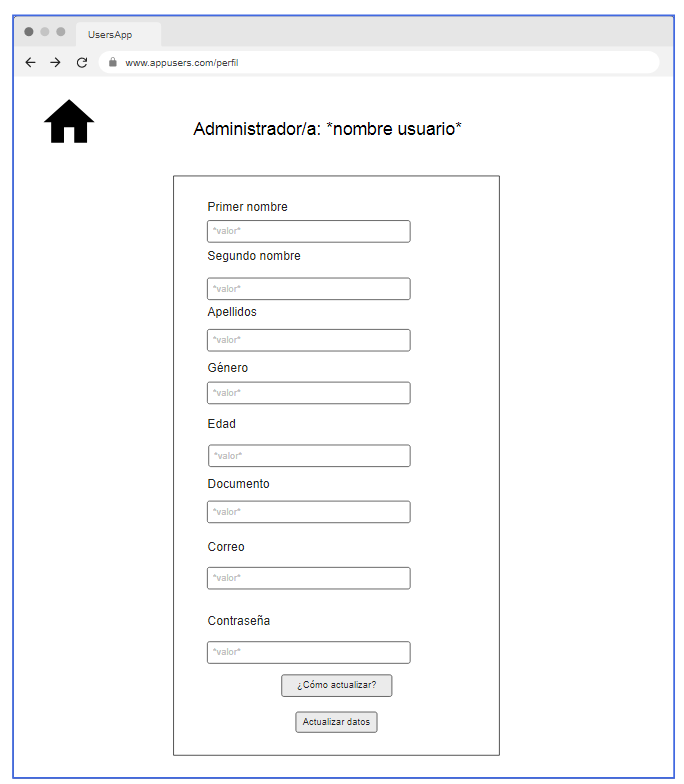 UsersApp
www.appusers.com/perfil
Administrador/a: *nombre usuario*
Primer nombre
*valor*
Segundo nombre
*valor*
Apellidos
*valor*
Género
*valor*
Edad
*valor*
Documento
*valor*
Correo
*valor*
Contraseña
*valor*
¿Cómo actualizar?
Actualizar datos